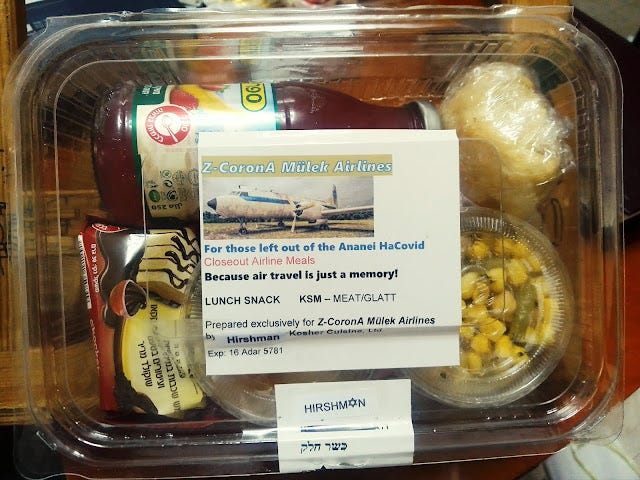 Z-CoronA Mülek Airlines
For those left out of the Ananei HaCovid
Closeout Airline Meals
Because air travel is just a memory!
LUNCH SNACK KSM – MEAT/GLATT
Prepared exclusively for Z-CoronA Mülek Airlines
by Hirshman Kosher Cuisine, Ltd
Exp: 16 Adar 5781
HIRSHM✡N
כשר חלק